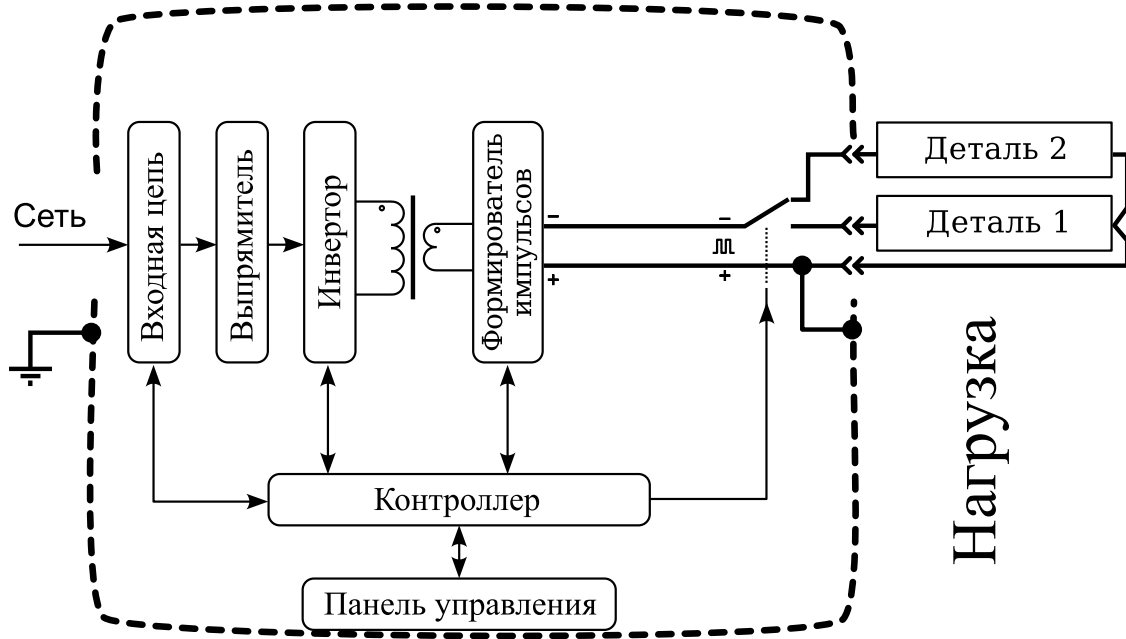 Сеть
Входная цепь
Выпрямитель
Инвертор
Формирователь
импульсов
−
+
−
+
Деталь 2
Деталь 1
Нагрузка
Контроллер
Панель управления